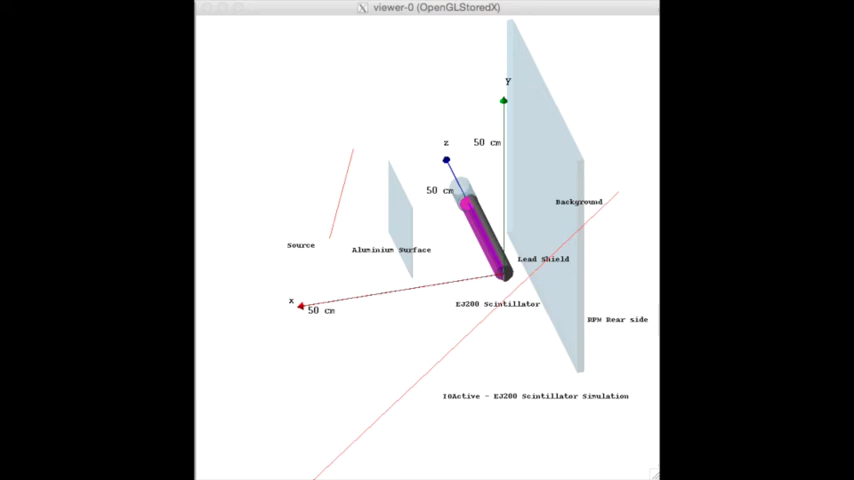 viewer-0 (OpenGLStoredX)
Y
z
50 cm
50 cm
Background
Source
Aluminium Surface
Lead Shield
x
50 cm
EJ200 Scintillator
RPM Rear side
IOActive - EJ200 Scintillator Simulation